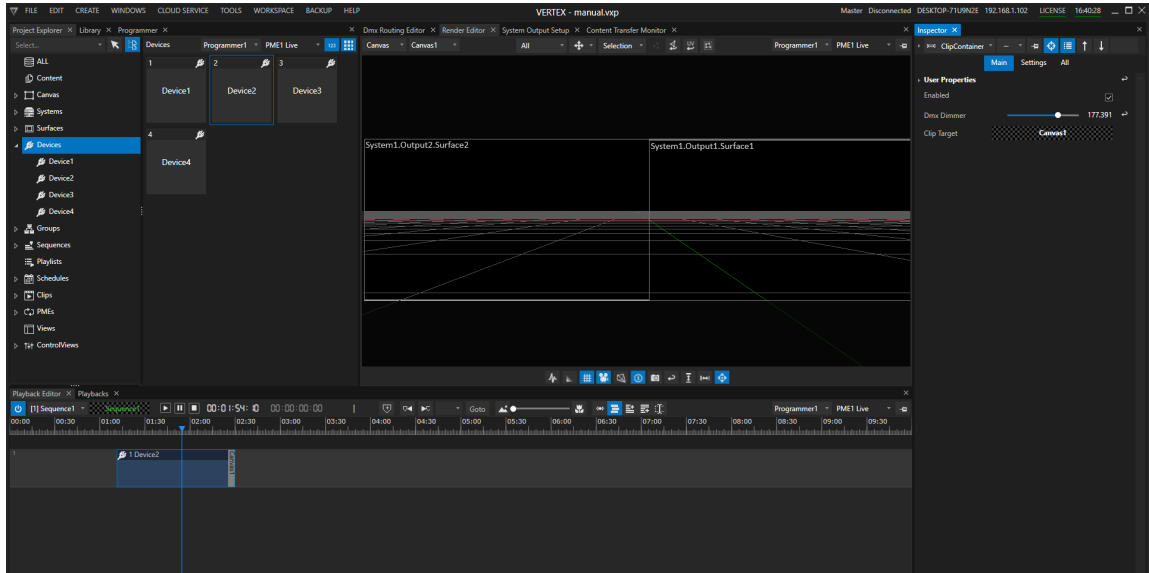 FILE EDIT CREATE WINDOWS CLOUD SERVICE TOOLS WORKSPACE BACKUP HELP VERTEX - manual.vxp Master Disconnected DESKTOP-71U9N2E 192.168.1.102 LICENSE 16:40:28
Project Explorer Library Programmer Dmx Routing Editor Render Editor System Output Setup Content Transfer Monitor Inspector
Select... Devices Programmer1 PME1 Live 123 Canvas Canvas1 All Selection UV Programmer1 PME1 Live ClipContainer
ALL
Content
Canvas
Systems
Surfaces
Devices
Device1
Device2
Device3
Device4
Groups
Sequences
Playlists
Schedules
Clips
PMEs
Views
ControlViews
1 2 3
Device1 Device2 Device3
4
Device4
System1.Output2.Surface2 System1.Output1.Surface1
Main Settings All
User Properties
Enabled
Dmx Dimmer 177.391
Clip Target Canvas1
Playback Editor Playbacks
[1] Sequence1 Sequence1 00:01:54:10 00:00:00:00 Goto Programmer1 PME1 Live
00:00 00:30 01:00 01:30 02:00 02:30 03:00 03:30 04:00 04:30 05:00 05:30 06:00 06:30 07:00 07:30 08:00 08:30 09:00 09:30
1 1 Device2